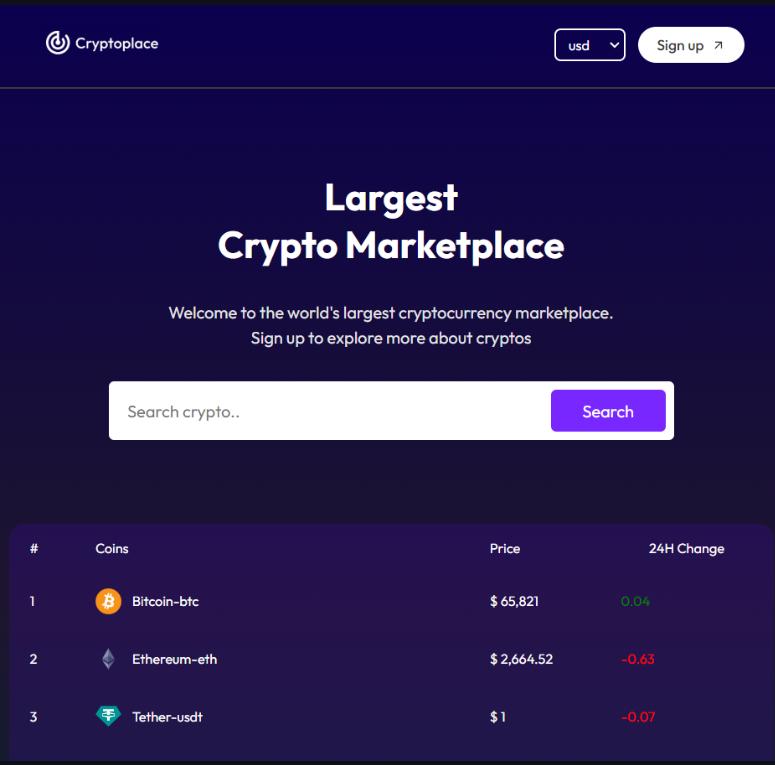 Cryptoplace
usd
Sign up
Largest
Crypto Marketplace
Welcome to the world's largest cryptocurrency marketplace.
Sign up to explore more about cryptos
Search crypto..
Search
# Coins Price 24H Change
1 Bitcoin-btc $ 65,821 0.04
2 Ethereum-eth $ 2,664.52 -0.63
3 Tether-usdt $ 1 -0.07